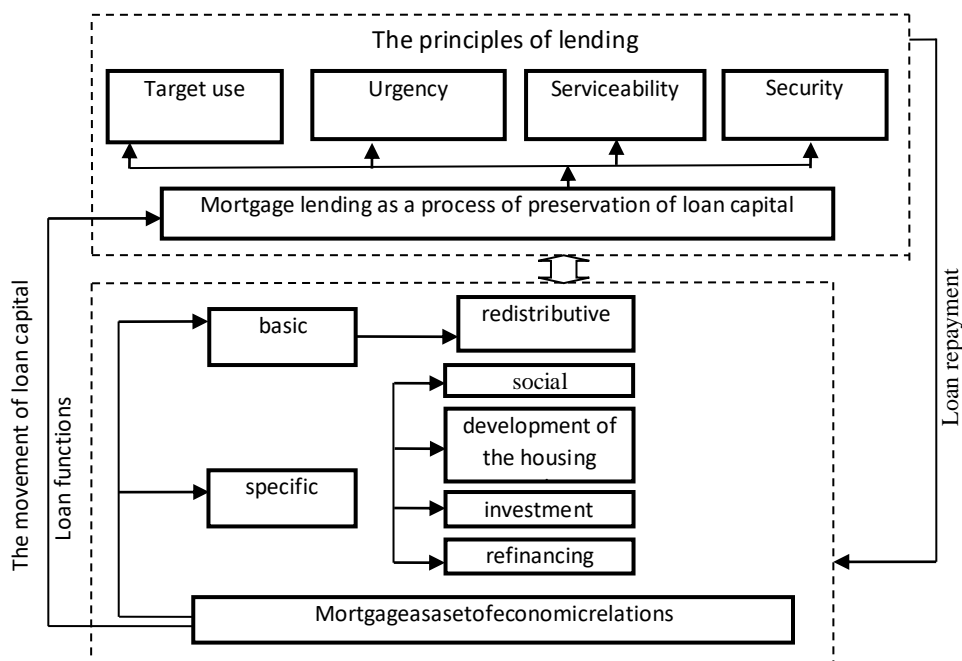 The principles of lending
Target use
Urgency
Serviceability
Security
Mortgage lending as a process of preservation of loan capital
The movement of loan capital
Loan functions
basic
redistributive
social
development of
the housing
specific
investment
refinancing
Mortgageasasetofeconomicrelations
Loan repayment